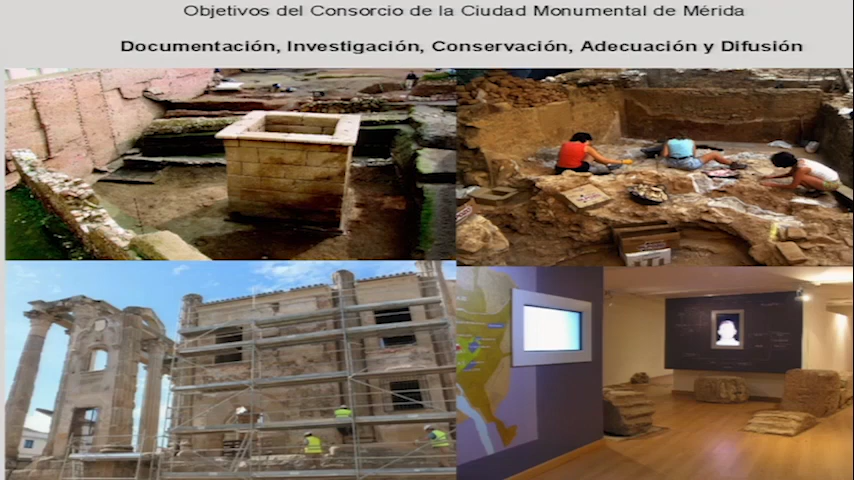 Objetivos del Consorcio de la Ciudad Monumental de Mérida
Documentación, Investigación, Conservación, Adecuación y Difusión